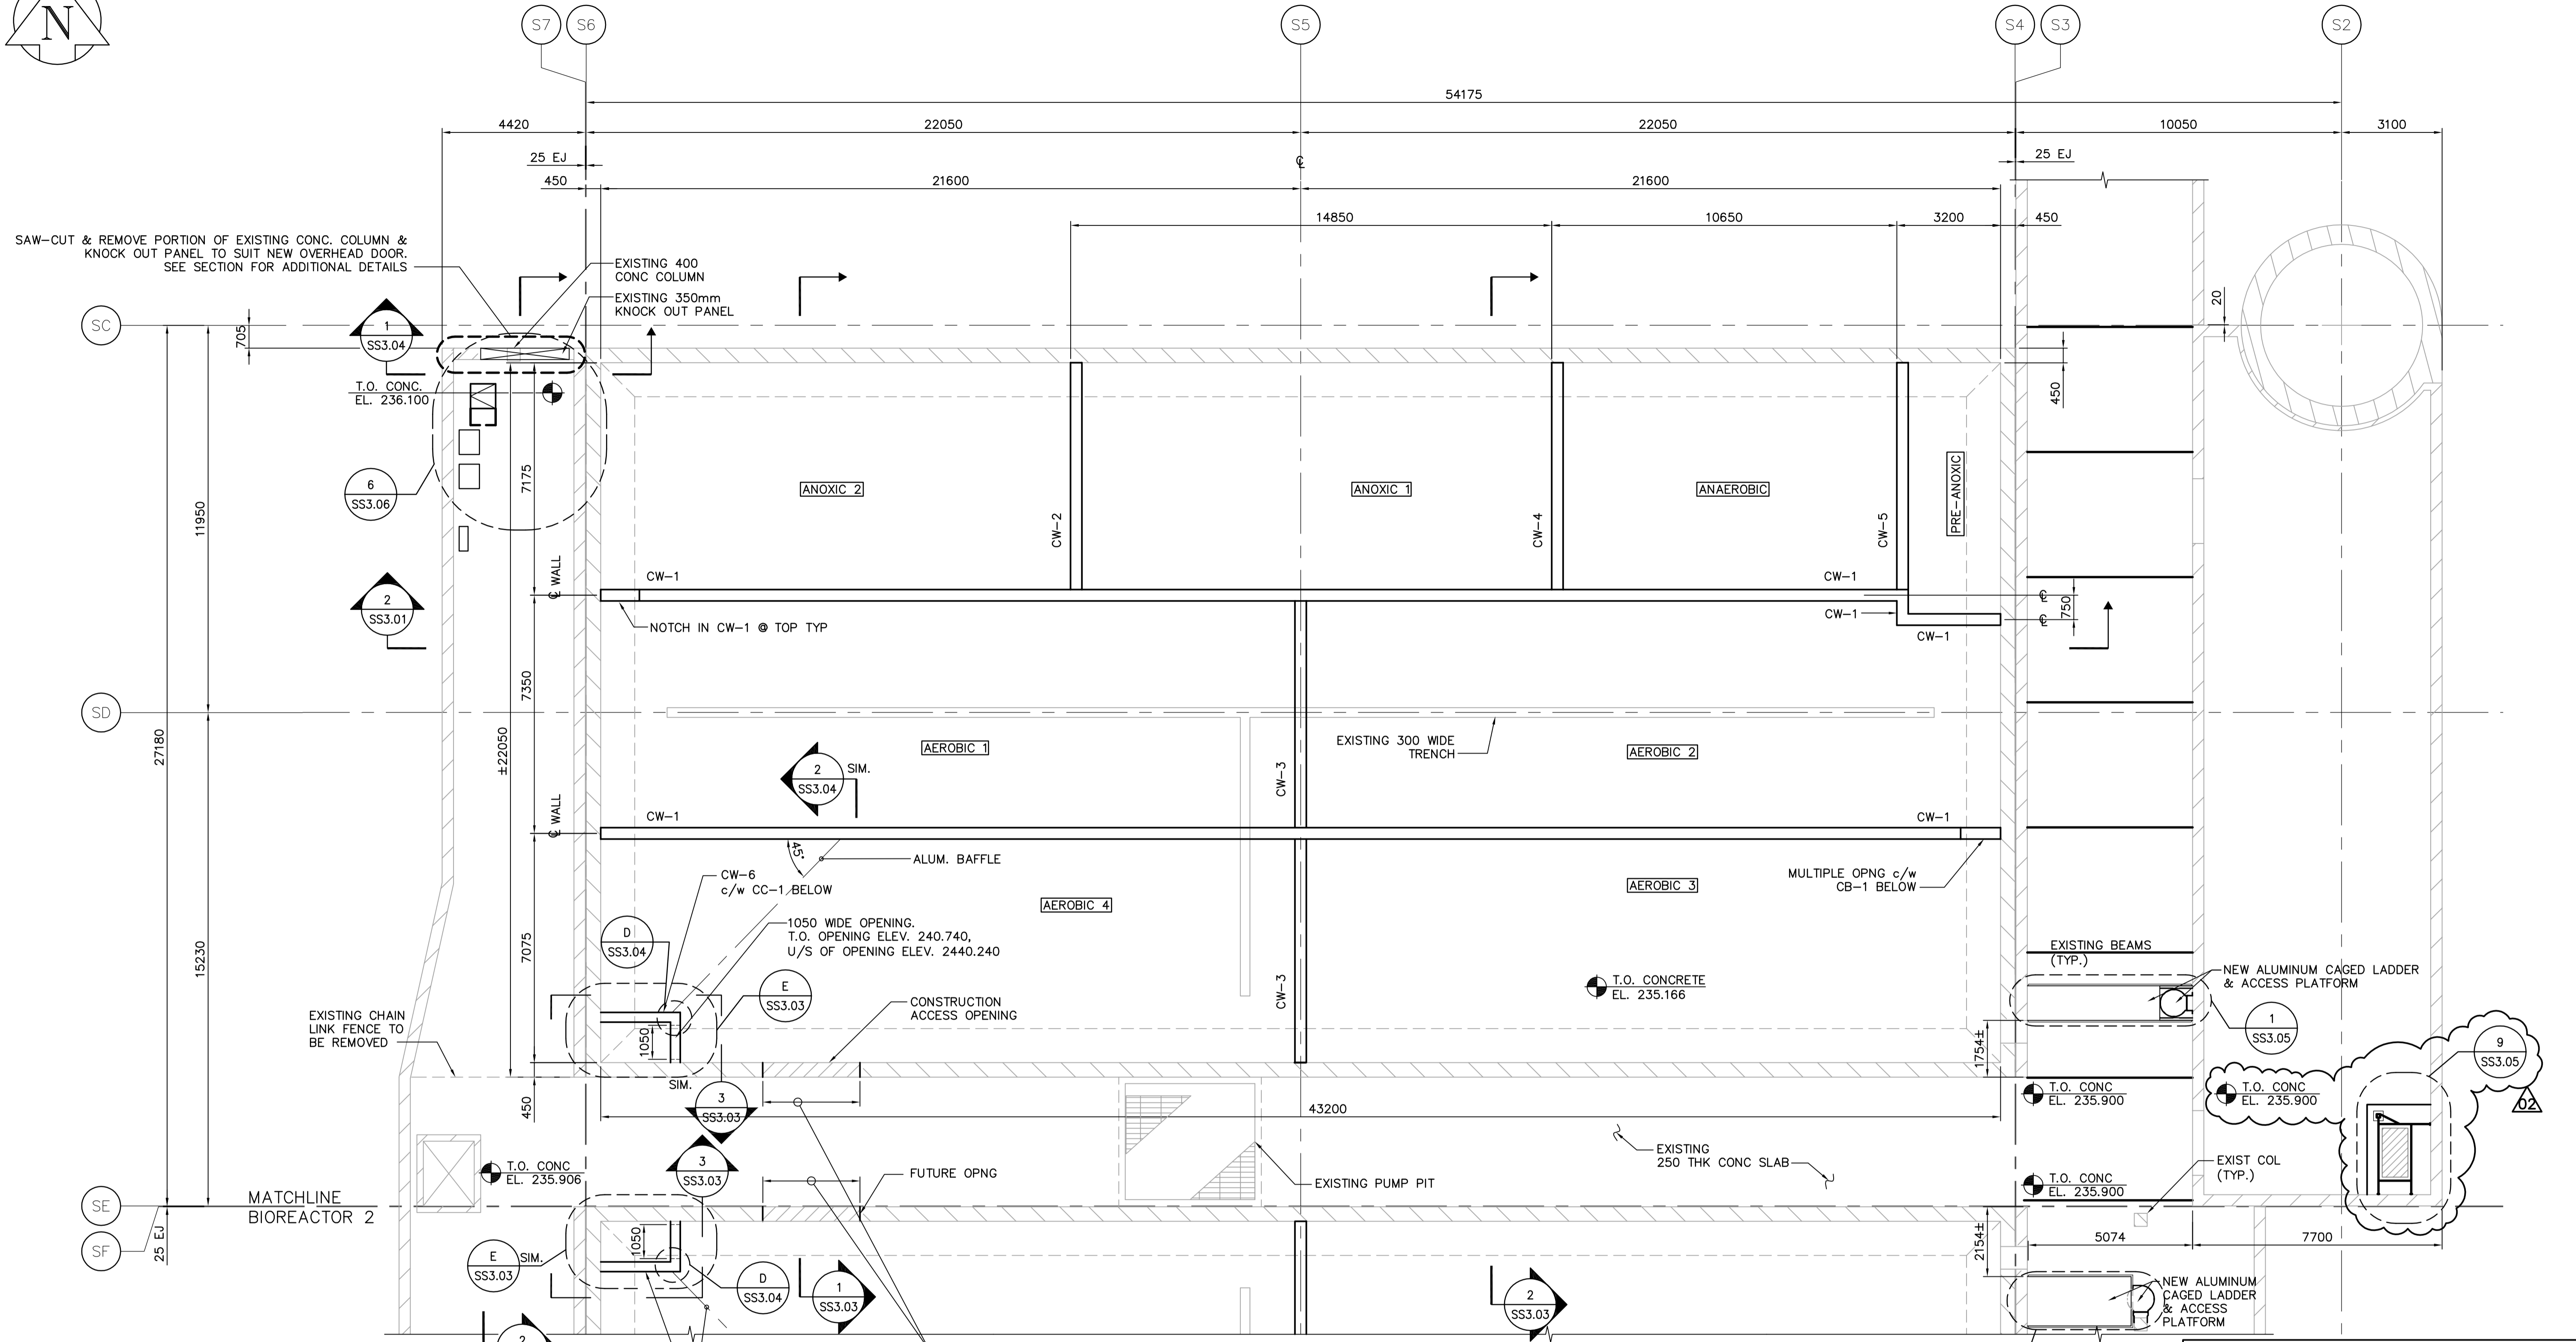 N
S7
S6
S5
S4
S3
S2
54175
4420
22050
22050
10050
3100
25 EJ
℄
25 EJ
450
21600
21600
14850
10650
3200
450
SAW-CUT & REMOVE PORTION OF EXISTING CONC. COLUMN &
KNOCK OUT PANEL TO SUIT NEW OVERHEAD DOOR.
SEE SECTION FOR ADDITIONAL DETAILS
EXISTING 400
CONC COLUMN
EXISTING 350mm
KNOCK OUT PANEL
SC
705
1
SS3.04
20
450
T.O. CONC.
EL. 236.100
6
SS3.06
7175
11950
ANOXIC 2
ANOXIC 1
ANAEROBIC
PRE-ANOXIC
CW-2
CW-4
CW-5
℄ WALL
CW-1
CW-1
2
SS3.01
NOTCH IN CW-1 @ TOP TYP
CW-1
CW-1
℄
℄
750
7350
SD
27180
±22050
AEROBIC 1
EXISTING 300 WIDE
TRENCH
AEROBIC 2
2
SS3.04
SIM.
CW-3
℄ WALL
CW-1
CW-1
45°
ALUM. BAFFLE
CW-6
c/w CC-1 BELOW
MULTIPLE OPNG c/w
CB-1 BELOW
AEROBIC 3
AEROBIC 4
1050 WIDE OPENING.
T.O. OPENING ELEV. 240.740,
U/S OF OPENING ELEV. 2440.240
D
SS3.04
7075
15230
E
SS3.03
CW-3
T.O. CONCRETE
EL. 235.166
EXISTING BEAMS
(TYP.)
NEW ALUMINUM CAGED LADDER
& ACCESS PLATFORM
1
SS3.05
CONSTRUCTION
ACCESS OPENING
EXISTING CHAIN
LINK FENCE TO
BE REMOVED
1050
1754±
9
SS3.05
SIM.
3
SS3.03
450
43200
T.O. CONC
EL. 235.900
T.O. CONC
EL. 235.900
02
EXISTING
250 THK CONC SLAB
EXISTING PUMP PIT
FUTURE OPNG
3
SS3.03
T.O. CONC
EL. 235.906
T.O. CONC
EL. 235.900
EXIST COL
(TYP.)
SE
MATCHLINE
BIOREACTOR 2
SF
25 EJ
E
SS3.03
SIM.
1050
D
SS3.04
1
SS3.03
2
SS3.03
2154±
5074
7700
NEW ALUMINUM
CAGED LADDER
& ACCESS
PLATFORM
2